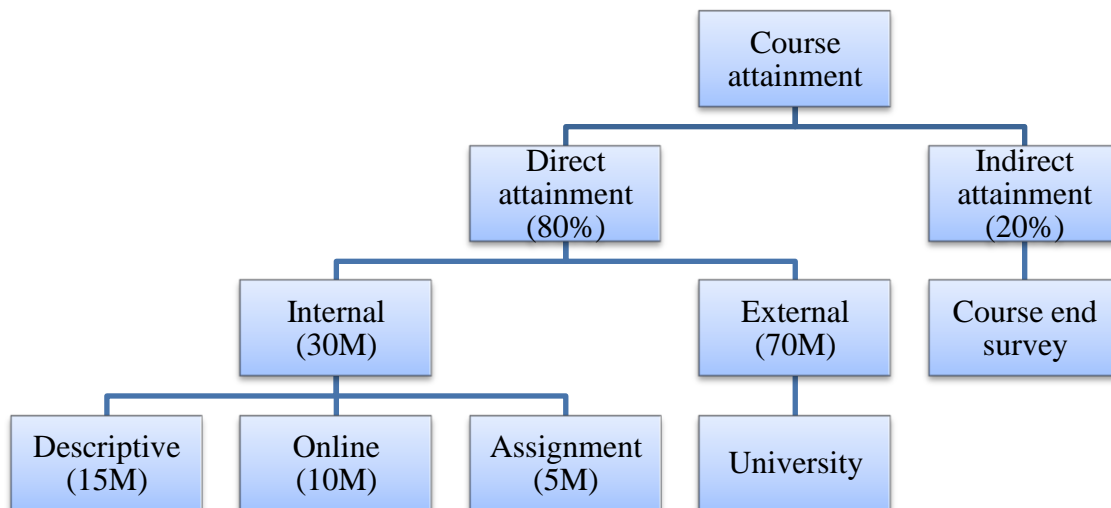 Course
attainment
Direct
attainment
(80%)
Indirect
attainment
(20%)
Internal
(30M)
External
(70M)
Course end
survey
Descriptive
(15M)
Online
(10M)
Assignment
(5M)
University